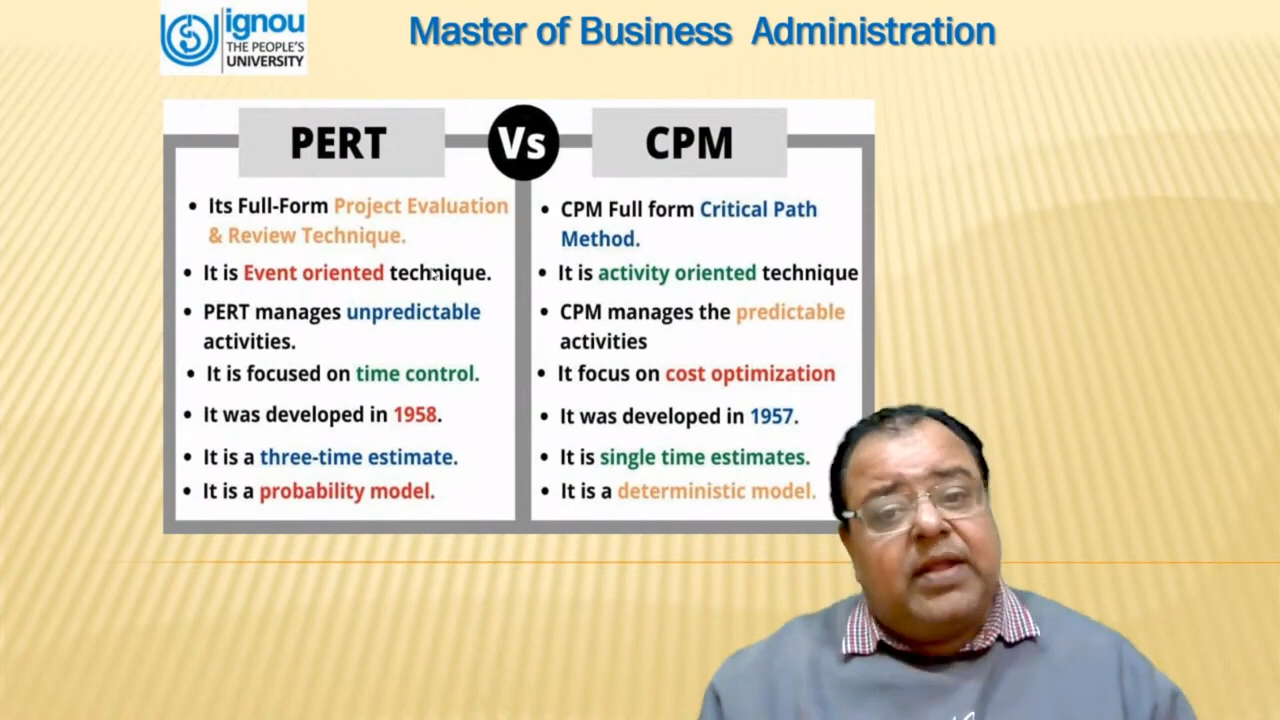 ignou
THE PEOPLE'S
UNIVERSITY
Master of Business Administration
PERT
Vs
CPM
• Its Full-Form Project Evaluation
& Review Technique.
• It is Event oriented technique.
• PERT manages unpredictable
activities.
• It is focused on time control.
• It was developed in 1958.
• It is a three-time estimate.
• It is a probability model.
• CPM Full form Critical Path
Method.
• It is activity oriented technique
• CPM manages the predictable
activities
• It focus on cost optimization
• It was developed in 1957.
• It is single time estimates.
• It is a deterministic model.